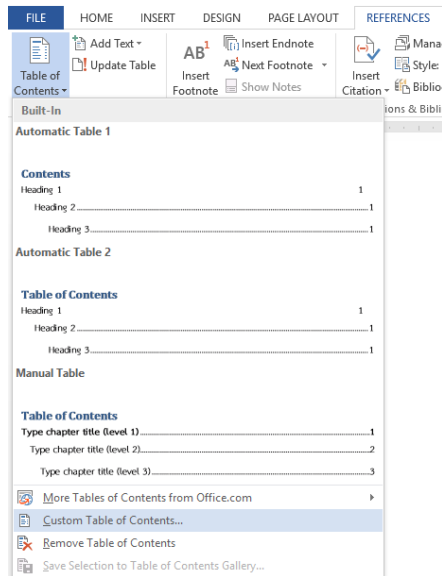 FILE HOME INSERT DESIGN PAGE LAYOUT REFERENCES
Table of Contents
Add Text
Update Table
AB1
Insert Footnote
Insert Endnote
AB1 Next Footnote
Show Notes
Insert Citation
Style:
ions & Bibli
Built-In
Automatic Table 1
Contents
Heading 1 1
Heading 2 1
Heading 3 1
Automatic Table 2
Table of Contents
Heading 1 1
Heading 2 1
Heading 3 1
Manual Table
Table of Contents
Type chapter title (level 1) 1
Type chapter title (level 2) 2
Type chapter title (level 3) 3
More Tables of Contents from Office.com
Custom Table of Contents...
Remove Table of Contents
Save Selection to Table of Contents Gallery...